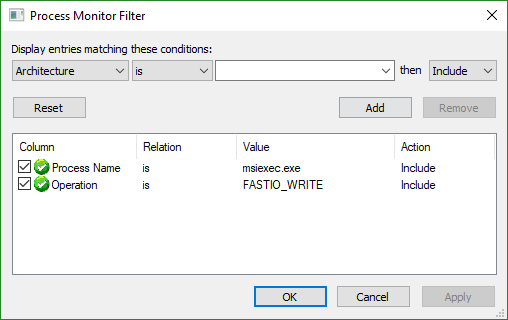 Process Monitor Filter
Display entries matching these conditions:
Architecture is then Include
Reset Add Remove
Column Relation Value Action
Process Name is msiexec.exe Include
Operation is FASTIO_WRITE Include
OK Cancel Apply